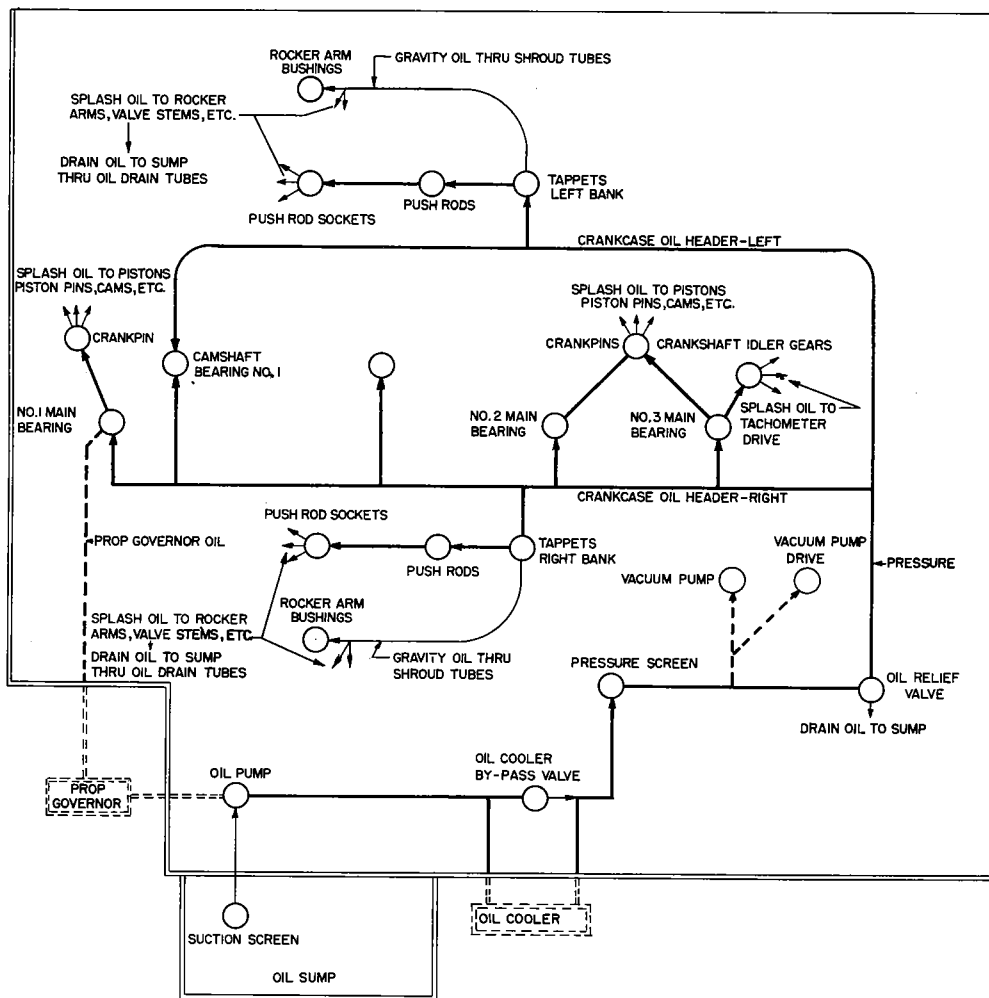 ROCKER ARM
BUSHINGS
GRAVITY OIL THRU SHROUD TUBES
SPLASH OIL TO ROCKER
ARMS, VALVE STEMS, ETC.
DRAIN OIL TO SUMP
THRU OIL DRAIN TUBES
PUSH ROD SOCKETS
PUSH RODS
TAPPETS
LEFT BANK
CRANKCASE OIL HEADER-LEFT
SPLASH OIL TO PISTONS
PISTON PINS, CAMS, ETC.
CRANKPIN
CAMSHAFT
BEARING NO. 1
SPLASH OIL TO PISTONS
PISTON PINS, CAMS, ETC.
CRANKPINS
CRANKSHAFT IDLER GEARS
NO. 1 MAIN
BEARING
NO. 2 MAIN
BEARING
NO. 3 MAIN
BEARING
SPLASH OIL TO
TACHOMETER
DRIVE
CRANKCASE OIL HEADER-RIGHT
PUSH ROD SOCKETS
PUSH RODS
TAPPETS
RIGHT BANK
PROP GOVERNOR OIL
VACUUM PUMP
VACUUM PUMP
DRIVE
PRESSURE
ROCKER ARM
BUSHINGS
SPLASH OIL TO ROCKER
ARMS, VALVE STEMS, ETC.
DRAIN OIL TO SUMP
THRU OIL DRAIN TUBES
GRAVITY OIL THRU
SHROUD TUBES
PRESSURE SCREEN
OIL RELIEF
VALVE
DRAIN OIL TO SUMP
PROP
GOVERNOR
OIL PUMP
OIL COOLER
BY-PASS VALVE
OIL COOLER
SUCTION SCREEN
OIL SUMP